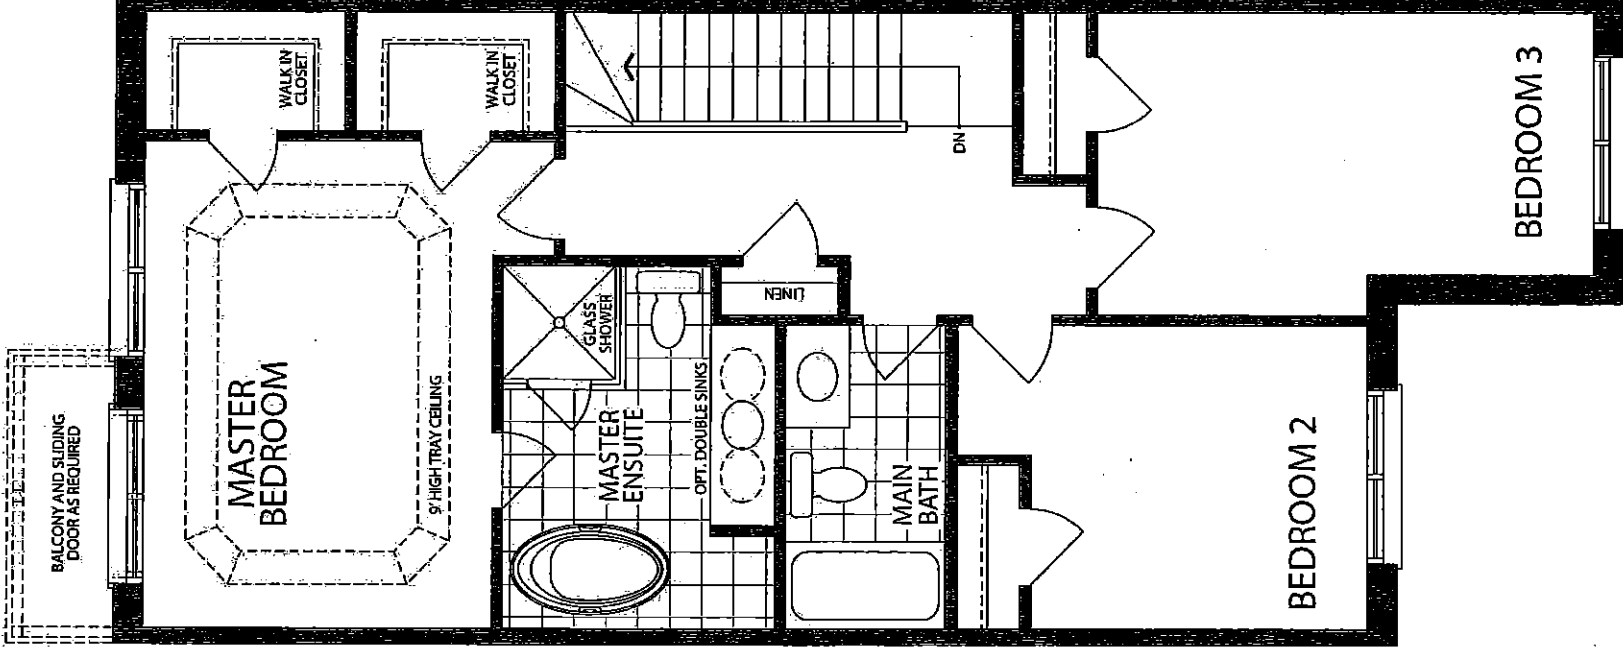 WALK IN
CLOSET
WALK IN
CLOSET
DN
BEDROOM 3
LINEN
GLASS
SHOWER
MASTER
BEDROOM
9' HIGH TRAY CEILING
BALCONY AND SLIDING
DOOR AS REQUIRED
MASTER
ENSUITE
OPT. DOUBLE SINKS
MAIN
BATH
BEDROOM 2